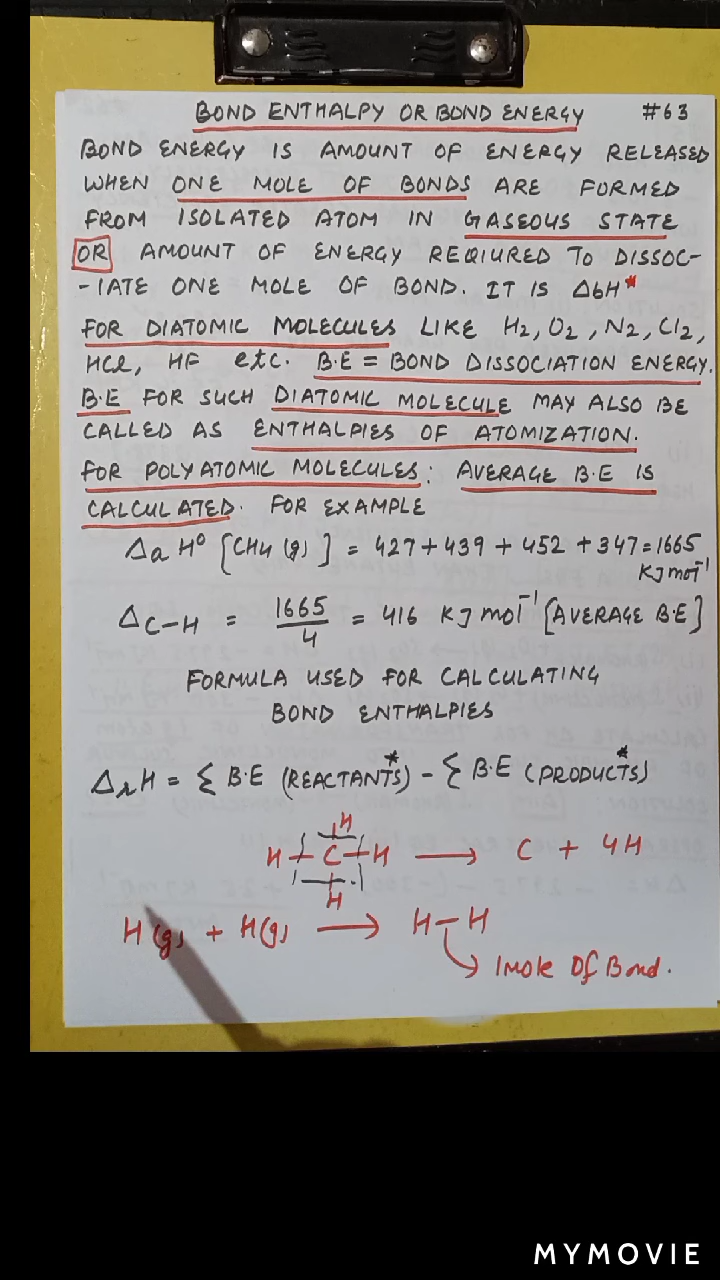 BOND ENTHALPY OR BOND ENERGY #63
BOND ENERGY IS AMOUNT OF ENERGY RELEASED
WHEN ONE MOLE OF BONDS ARE FORMED
FROM ISOLATED ATOM IN GASEOUS STATE
OR AMOUNT OF ENERGY REQIURED TO DISSOC-
-IATE ONE MOLE OF BOND. IT IS ΔbH*
FOR DIATOMIC MOLECULES LIKE H2, O2, N2, Cl2,
HCl, HF etc. B.E = BOND DISSOCIATION ENERGY.
B.E FOR SUCH DIATOMIC MOLECULE MAY ALSO BE
CALLED AS ENTHALPIES OF ATOMIZATION.
FOR POLYATOMIC MOLECULES: AVERAGE B.E IS
CALCULATED. FOR EXAMPLE
Δa H° [CH4 (g)] = 427+439+452+347=1665
KJ mol⁻¹
ΔC-H = 1665/4 = 416 KJ mol⁻¹ [AVERAGE B.E]
FORMULA USED FOR CALCULATING
BOND ENTHALPIES
ΔrH = Σ B.E (REACTANTS*) - Σ B.E (PRODUCTS*)
H
H - C - H → C + 4H
H
H(g) + H(g) → H-H
1mole Of Bond.
MYMOVIE